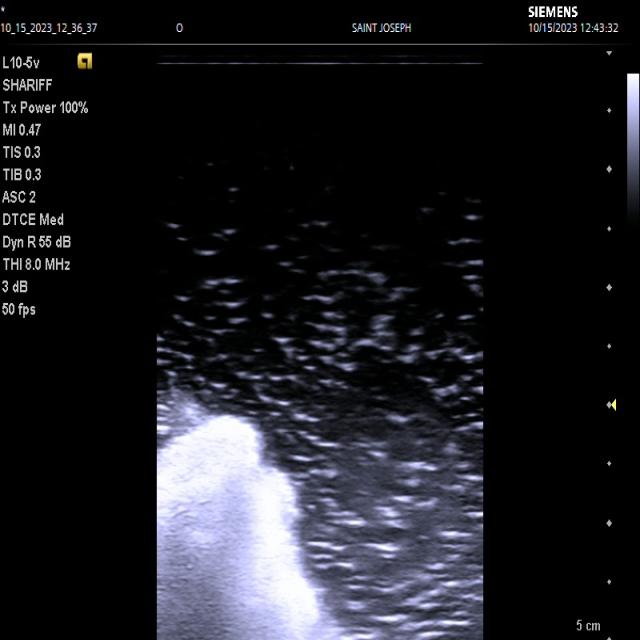 SIEMENS
10_15_2023_12_36_37 O SAINT JOSEPH 10/15/2023 12:43:32
L10-5v
SHARIFF
Tx Power 100%
MI 0.47
TIS 0.3
TIB 0.3
ASC 2
DTCE Med
Dyn R 55 dB
THI 8.0 MHz
3 dB
50 fps
5 cm